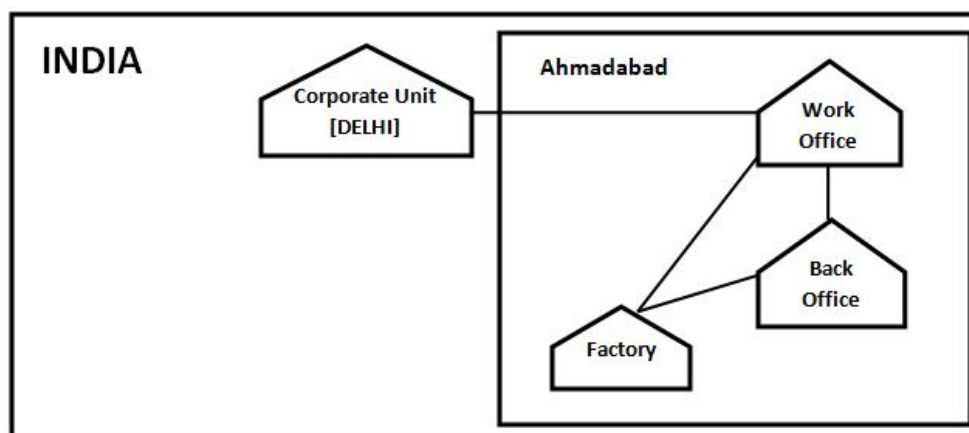 INDIA
Ahmadabad
Corporate Unit
[DELHI]
Work
Office
Back
Office
Factory